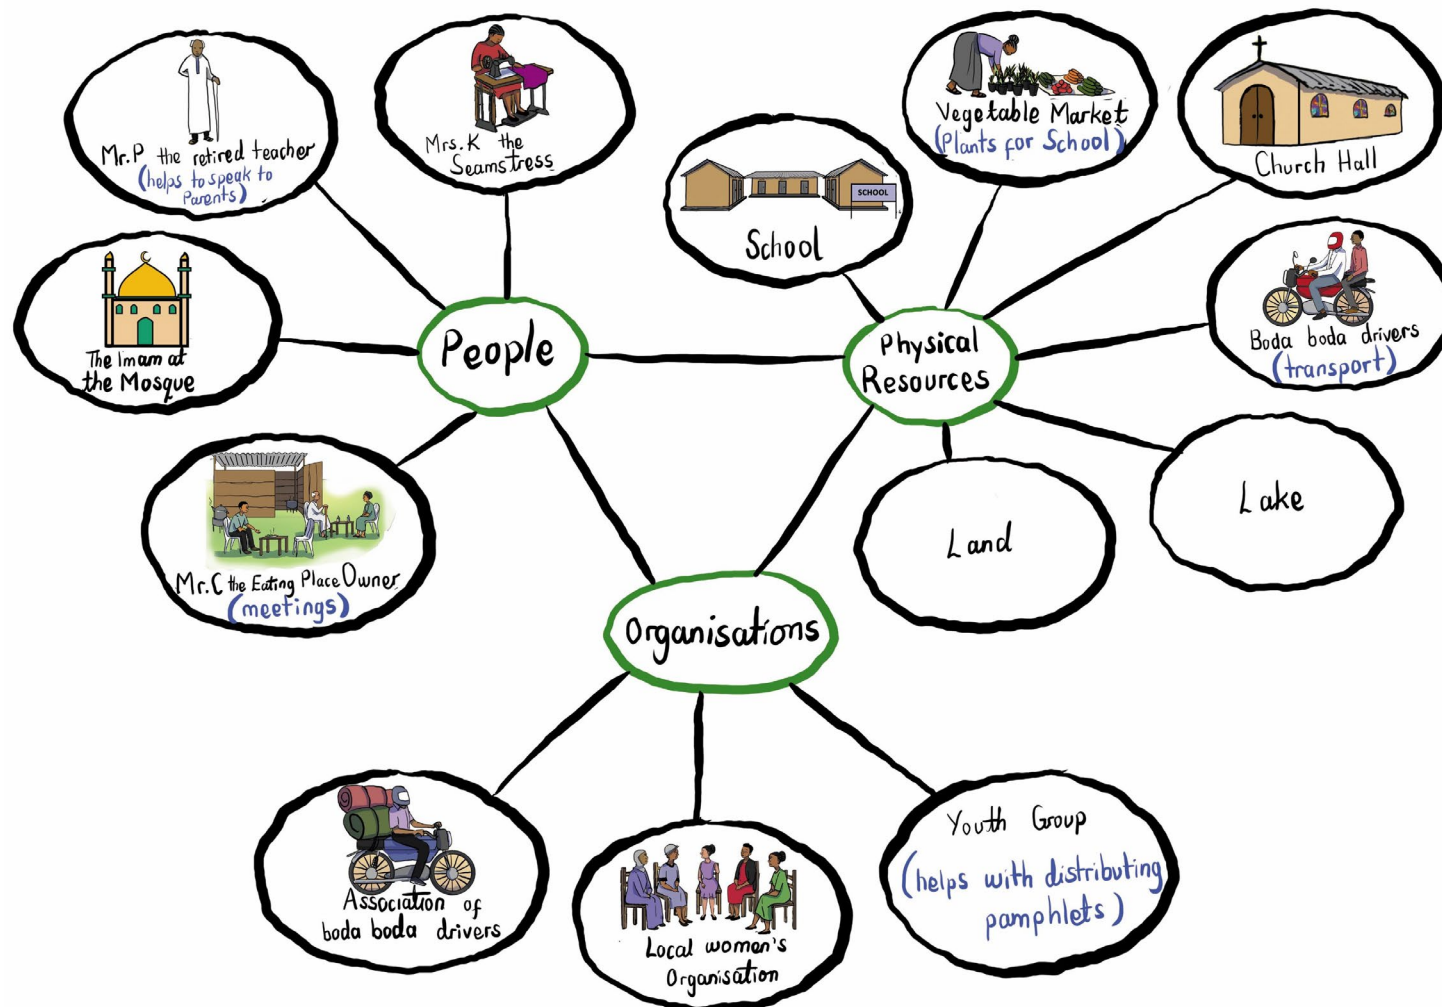 Mr.P the retired teacher
(helps to speak to
Parents)
Mrs.K the
Seamstress
The Imam at
the Mosque
People
Mr.C the Eating Place Owner
(meetings)
SCHOOL
School
Vegetable Market
(Plants for School)
Church Hall
Boda boda drivers
(transport)
Physical
Resources
Land
Lake
Organisations
Association of
boda boda drivers
Local women's
Organisation
Youth Group
(helps with distributing
pamphlets)